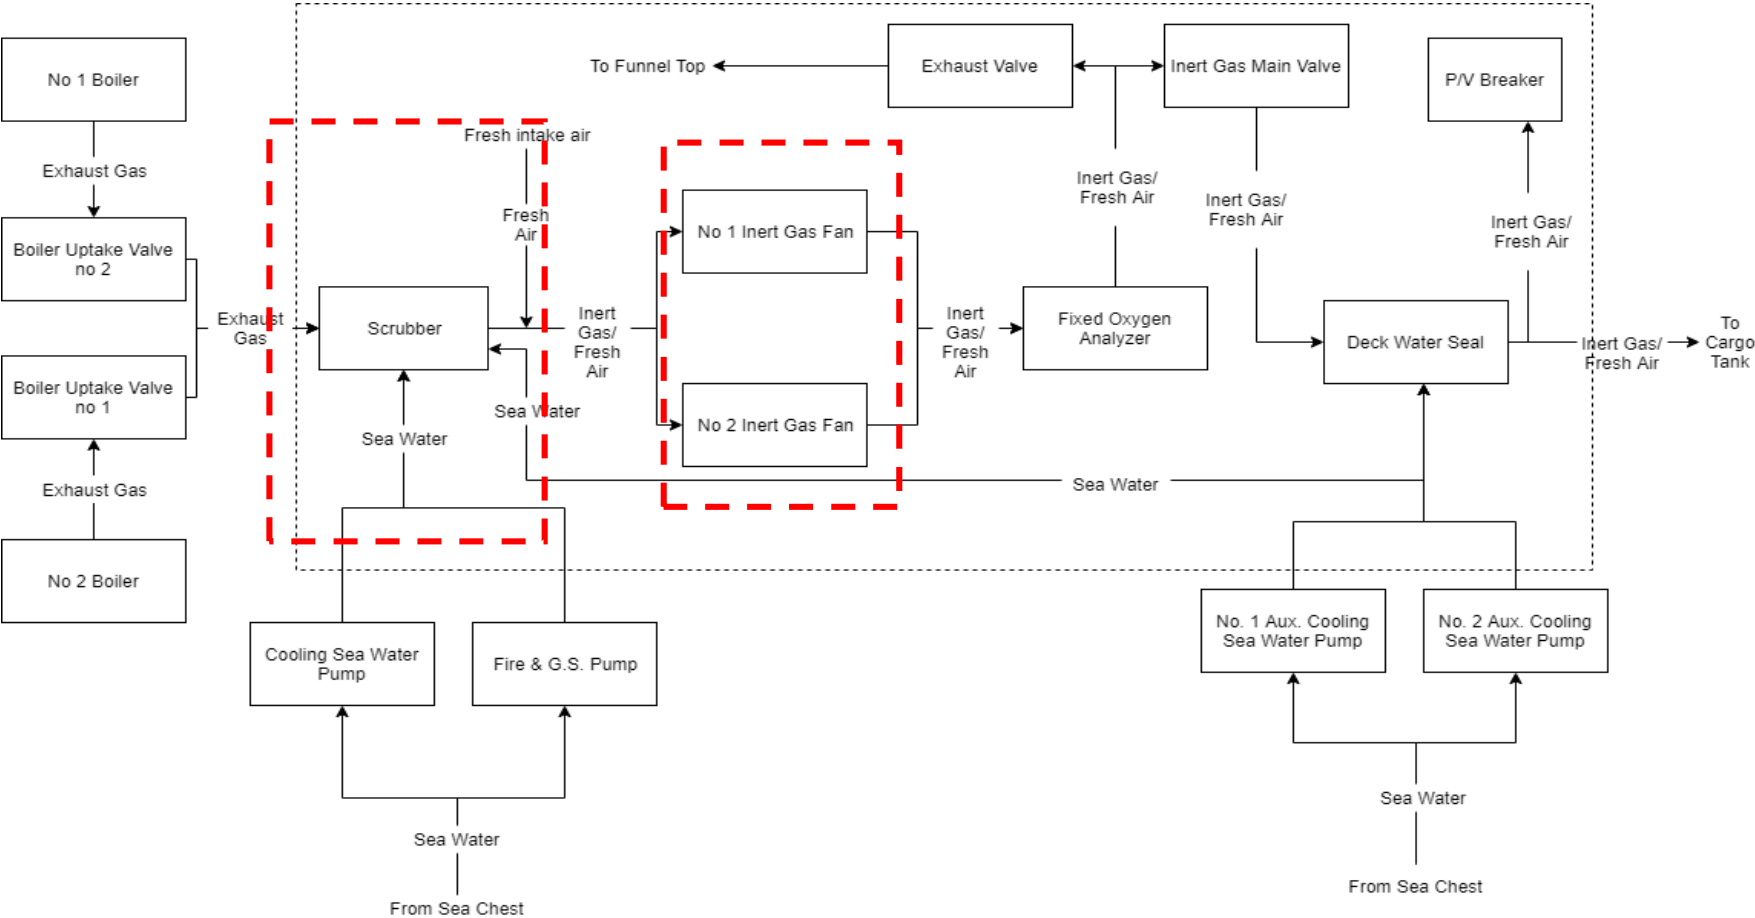 No 1 Boiler
Exhaust Gas
Boiler Uptake Valve
no 2
Exhaust
Gas
Boiler Uptake Valve
no 1
Exhaust Gas
No 2 Boiler
Fresh intake air
Fresh
Air
Scrubber
Sea Water
Sea Water
Cooling Sea Water
Pump
Fire & G.S. Pump
Sea Water
From Sea Chest
Inert
Gas/
Fresh
Air
No 1 Inert Gas Fan
No 2 Inert Gas Fan
Inert
Gas/
Fresh
Air
Fixed Oxygen
Analyzer
Inert Gas/
Fresh Air
To Funnel Top
Exhaust Valve
Inert Gas Main Valve
Inert Gas/
Fresh Air
Deck Water Seal
P/V Breaker
Inert Gas/
Fresh Air
Inert Gas/
Fresh Air
To
Cargo
Tank
Sea Water
No. 1 Aux. Cooling
Sea Water Pump
No. 2 Aux. Cooling
Sea Water Pump
Sea Water
From Sea Chest